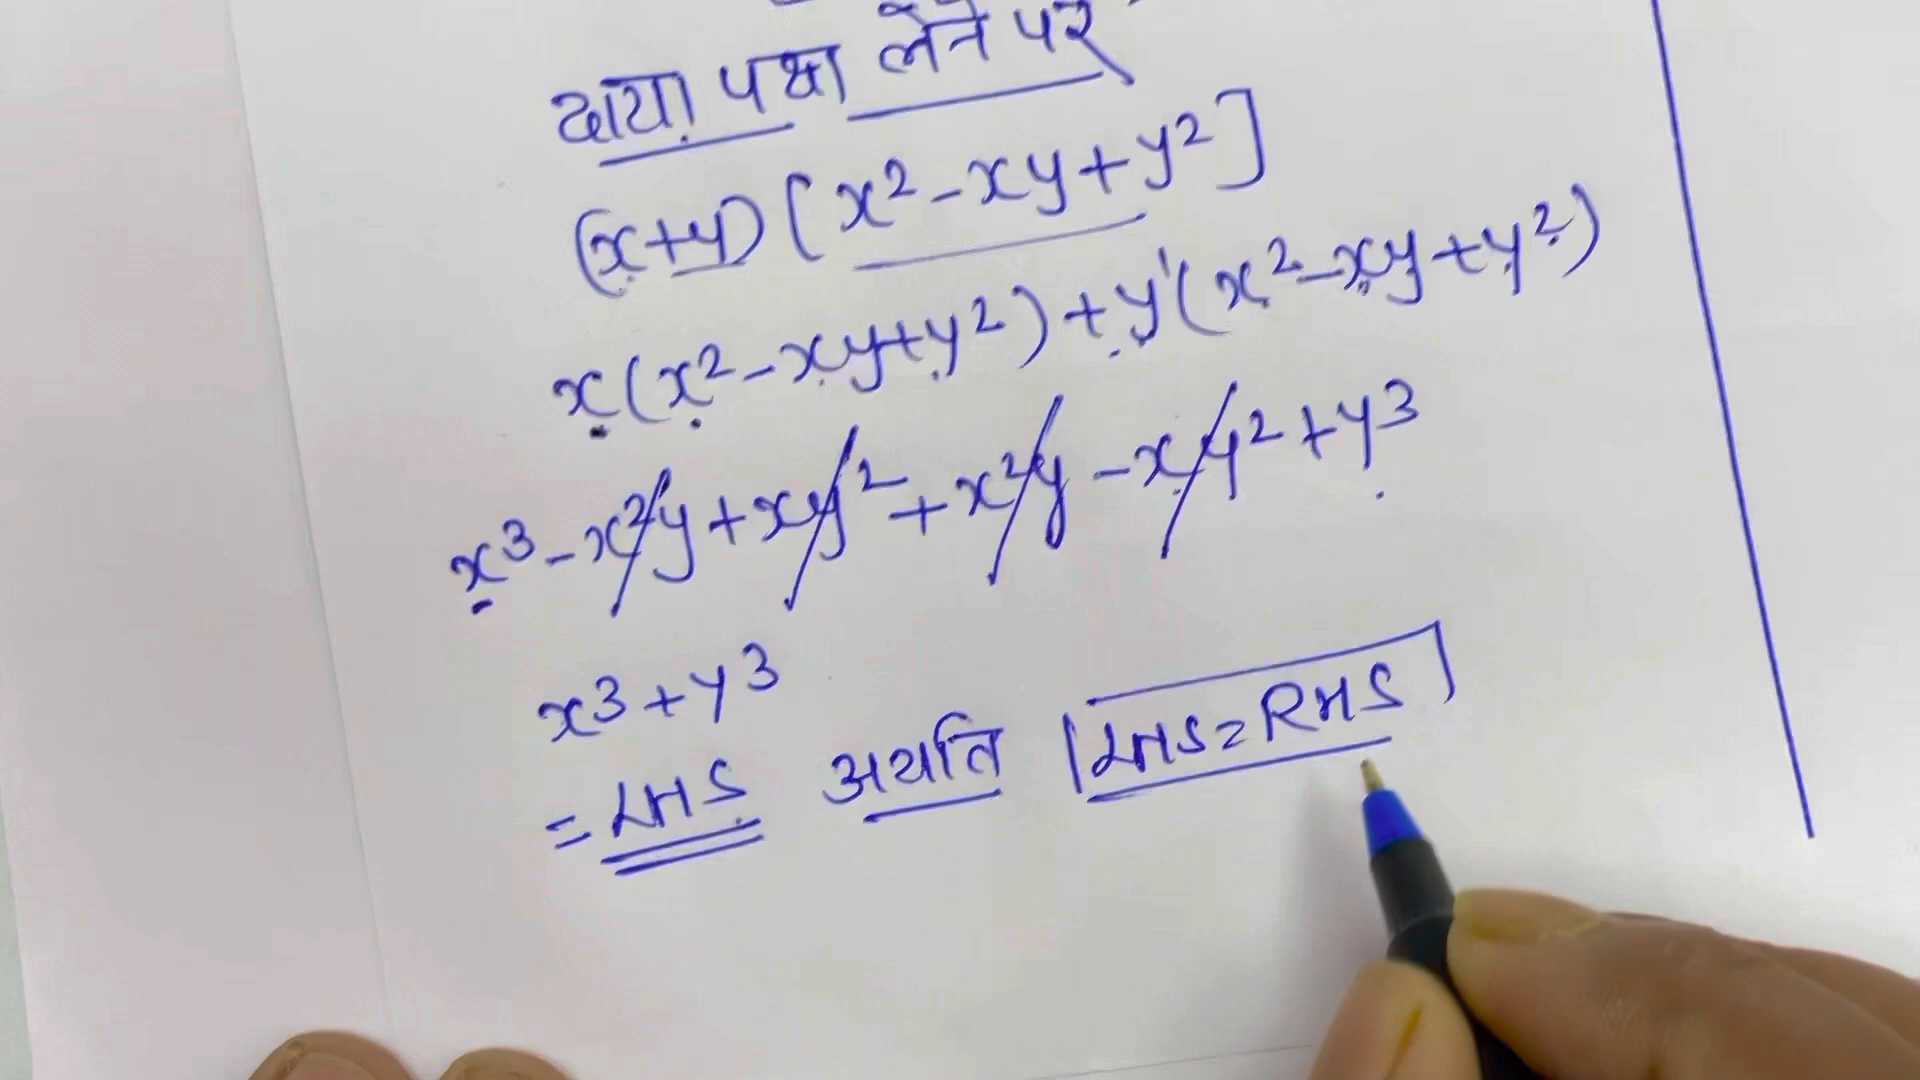 दाया पक्ष लेने पर
(x+y) [x²-xy+y²]
x(x²-xy+y²)+y(x²-xy+y²)
x³-x²y+xy²+x²y-xy²+y³
x³+y³
=LHS अर्थात LHS=RHS